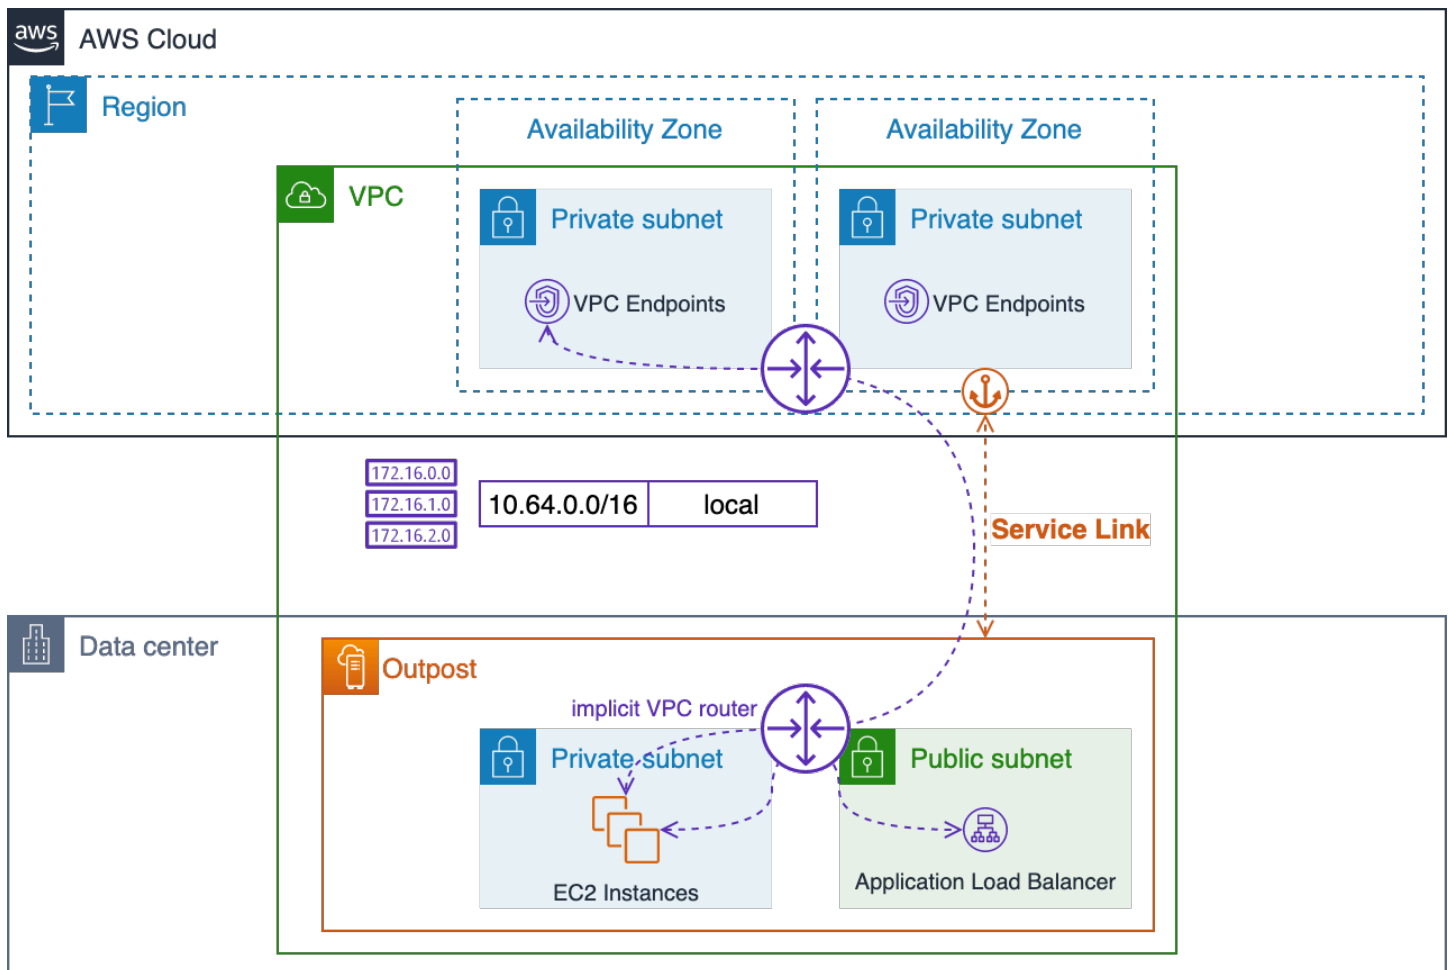 aws
AWS Cloud
Region
Availability Zone
Availability Zone
VPC
Private subnet
Private subnet
VPC Endpoints
VPC Endpoints
172.16.0.0
172.16.1.0
172.16.2.0
10.64.0.0/16
local
Service Link
Data center
Outpost
implicit VPC router
Private subnet
Public subnet
EC2 Instances
Application Load Balancer